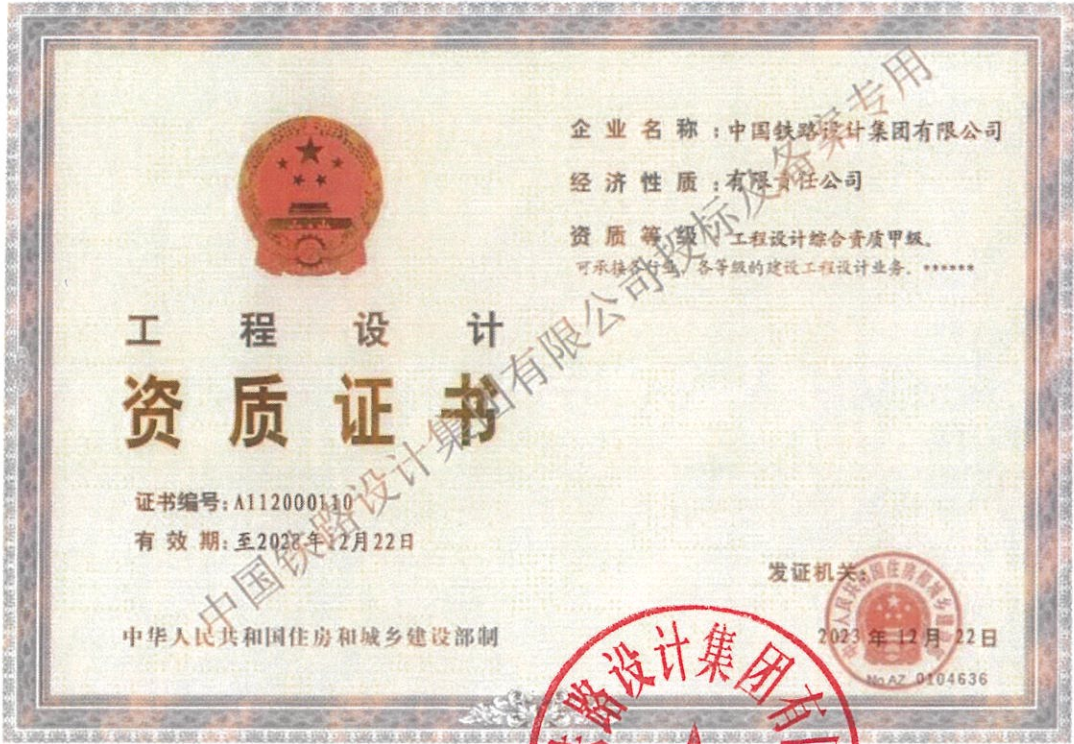 企业名称：中国铁路设计集团有限公司
经济性质：有限责任公司
资质等级：工程设计综合资质甲级。
可承接各行业、各等级的建设工程设计业务。******
工程设计
资质证书
证书编号：A112000110
有效期：至2028年12月22日
中华人民共和国住房和城乡建设部制
发证机关：
2023年12月22日
No.AZ 0104636
中国铁路设计集团有限公司投标及备案专用
路设计集团有